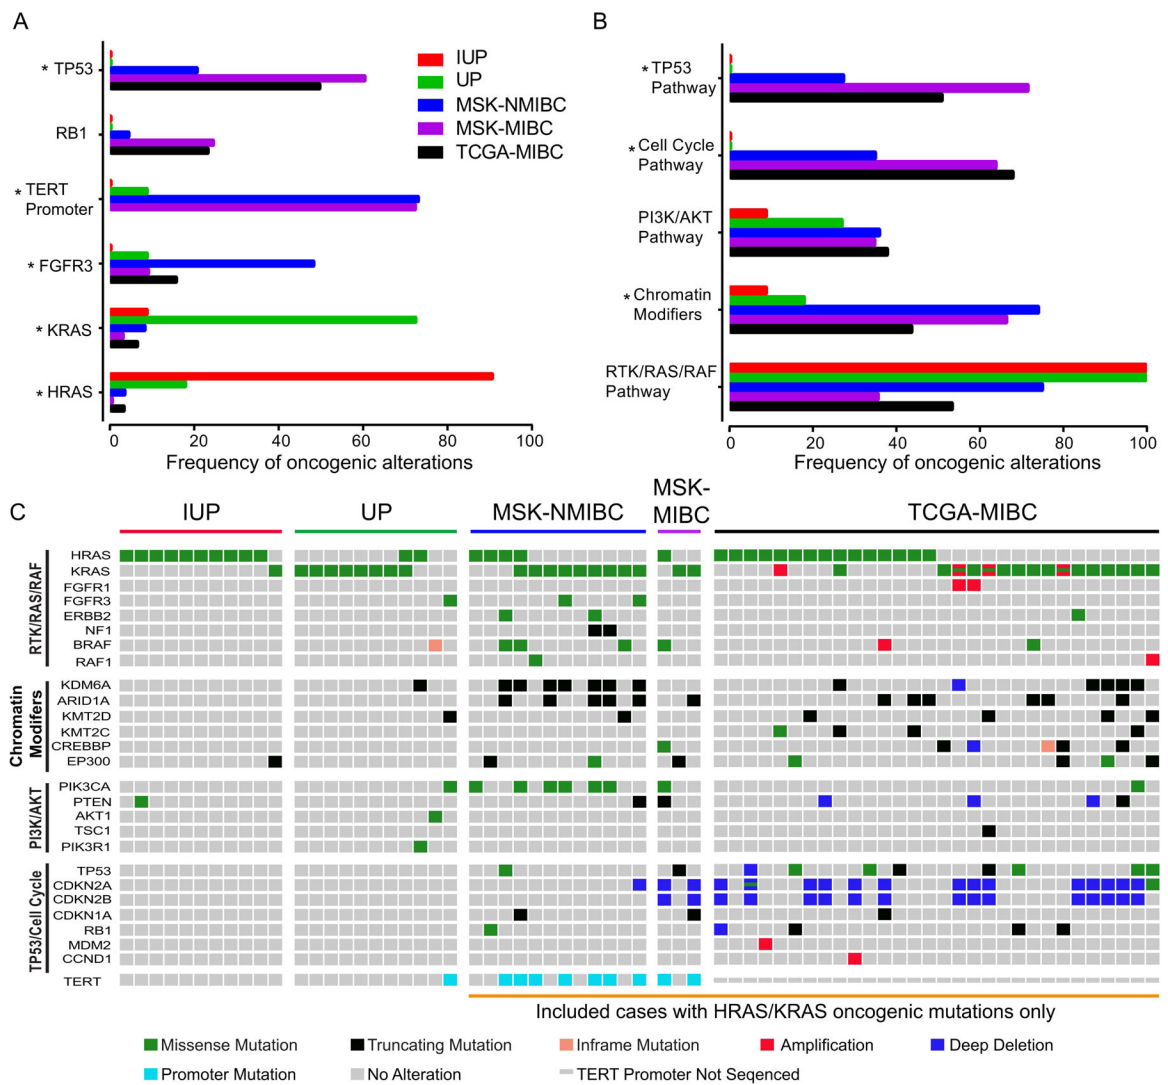 A
* TP53
RB1
* TERT
Promoter
* FGFR3
* KRAS
* HRAS
IUP
UP
MSK-NMIBC
MSK-MIBC
TCGA-MIBC
0 20 40 60 80 100
Frequency of oncogenic alterations
B
* TP53
Pathway
* Cell Cycle
Pathway
PI3K/AKT
Pathway
* Chromatin
Modifiers
RTK/RAS/RAF
Pathway
0 20 40 60 80 100
Frequency of oncogenic alterations
C
IUP
UP
MSK-NMIBC
MSK-
MIBC
TCGA-MIBC
RTK/RAS/RAF
HRAS
KRAS
FGFR1
FGFR3
ERBB2
NF1
BRAF
RAF1
Chromatin
Modifers
KDM6A
ARID1A
KMT2D
KMT2C
CREBBP
EP300
PI3K/AKT
PIK3CA
PTEN
AKT1
TSC1
PIK3R1
TP53/Cell Cycle
TP53
CDKN2A
CDKN2B
CDKN1A
RB1
MDM2
CCND1
TERT
Included cases with HRAS/KRAS oncogenic mutations only
Missense Mutation
Truncating Mutation
Inframe Mutation
Amplification
Deep Deletion
Promoter Mutation
No Alteration
TERT Promoter Not Seqenced